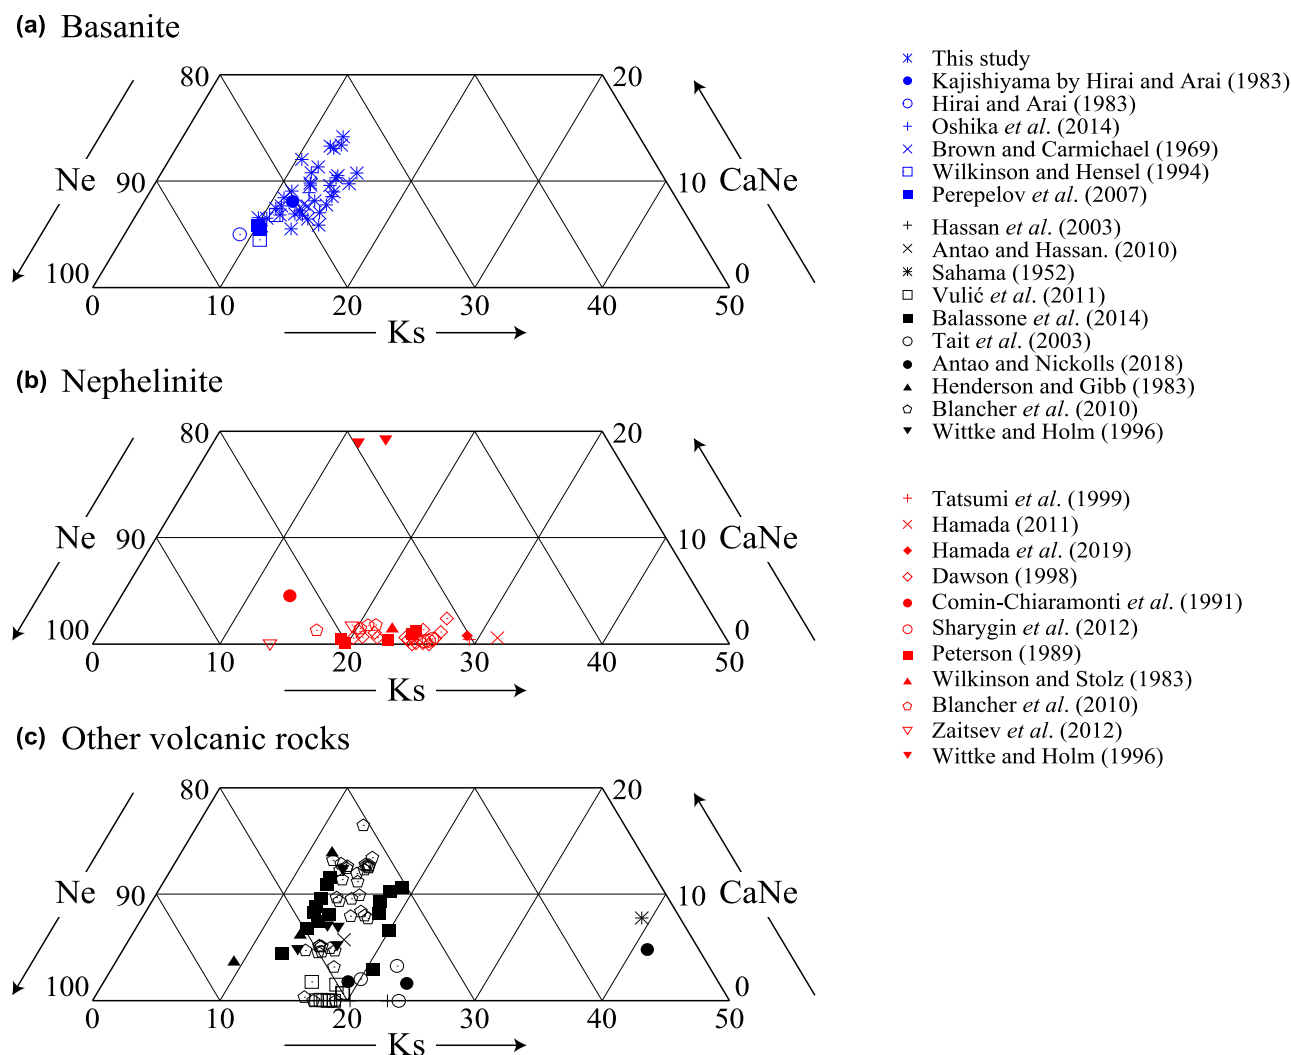 (a) Basanite
80
20
Ne
90
10
CaNe
100
0
0
10
20
30
40
50
Ks
(b) Nephelinite
80
20
Ne
90
10
CaNe
100
0
0
10
20
30
40
50
Ks
(c) Other volcanic rocks
80
20
Ne
90
10
CaNe
100
0
0
10
20
30
40
50
Ks
This study
Kajishiyama by Hirai and Arai (1983)
Hirai and Arai (1983)
Oshika et al. (2014)
Brown and Carmichael (1969)
Wilkinson and Hensel (1994)
Perepelov et al. (2007)
Hassan et al. (2003)
Antao and Hassan. (2010)
Sahama (1952)
Vulić et al. (2011)
Balassone et al. (2014)
Tait et al. (2003)
Antao and Nickolls (2018)
Henderson and Gibb (1983)
Blancher et al. (2010)
Wittke and Holm (1996)
Tatsumi et al. (1999)
Hamada (2011)
Hamada et al. (2019)
Dawson (1998)
Comin-Chiaramonti et al. (1991)
Sharygin et al. (2012)
Peterson (1989)
Wilkinson and Stolz (1983)
Blancher et al. (2010)
Zaitsev et al. (2012)
Wittke and Holm (1996)